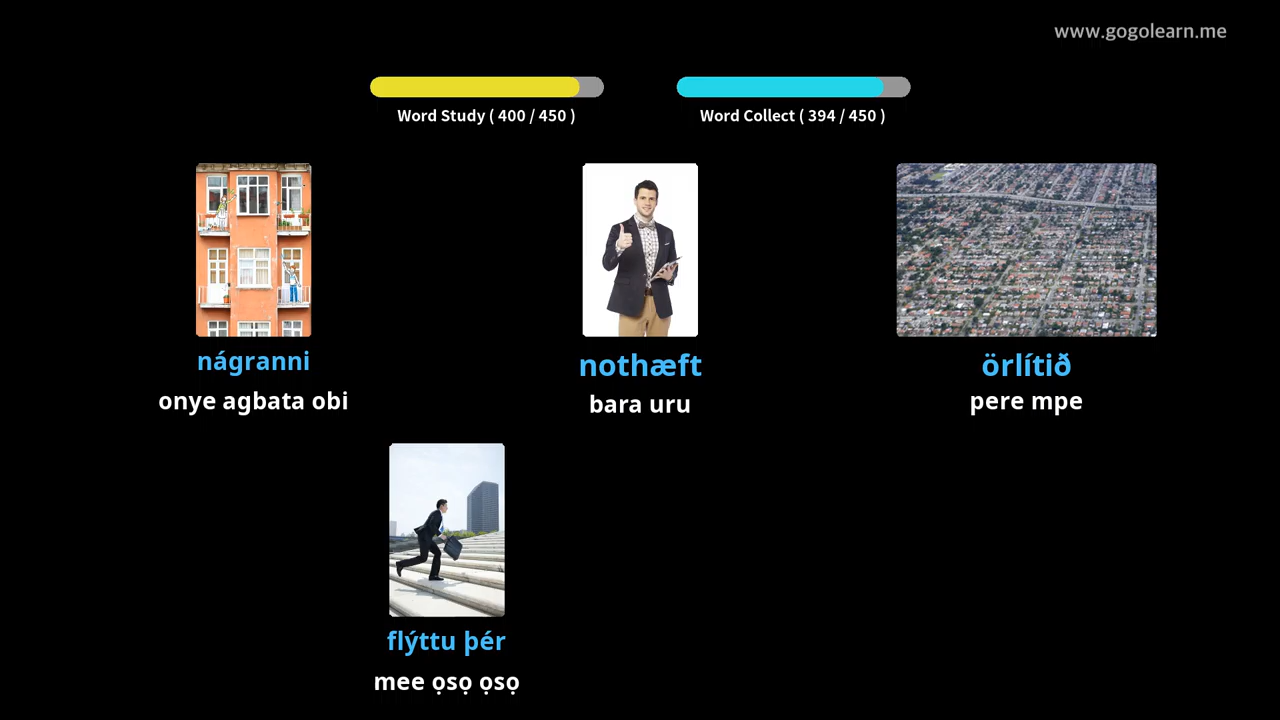 www.gogolearn.me
Word Study ( 400 / 450 )
Word Collect ( 394 / 450 )
nágranni
onye agbata obi
nothæft
bara uru
örlítið
pere mpe
flýttu þér
mee ọsọ ọsọ